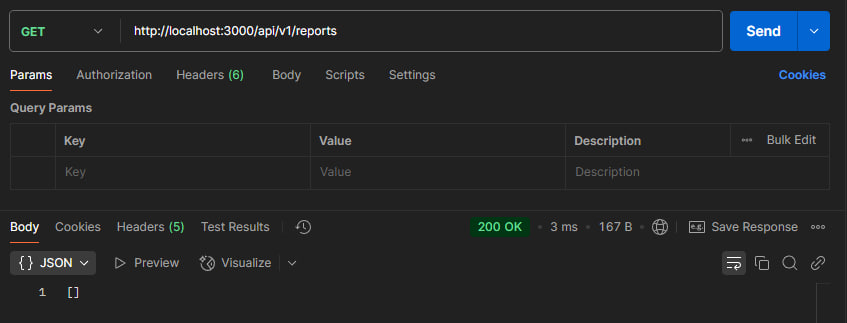 GET http://localhost:3000/api/v1/reports Send
Params Authorization Headers (6) Body Scripts Settings Cookies
Query Params
Key Value Description ••• Bulk Edit
Key Value Description
Body Cookies Headers (5) Test Results 200 OK • 3 ms • 167 B e.g. Save Response •••
{ } JSON Preview Visualize
1 []